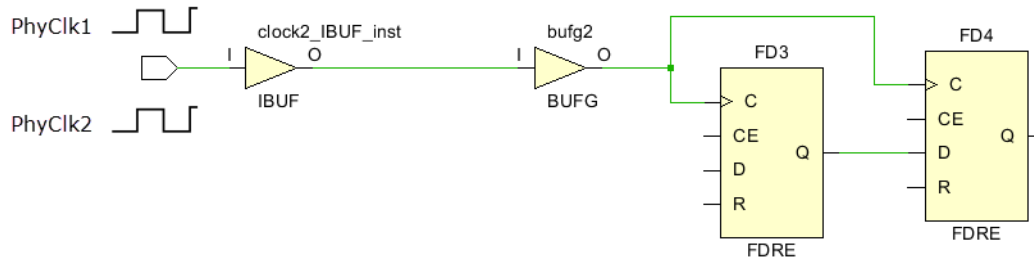 PhyClk1
clock2_IBUF_inst
bufg2
I
O
I
O
IBUF
BUFG
PhyClk2
FD3
C
CE
D
R
Q
FDRE
FD4
C
CE
D
R
Q
FDRE